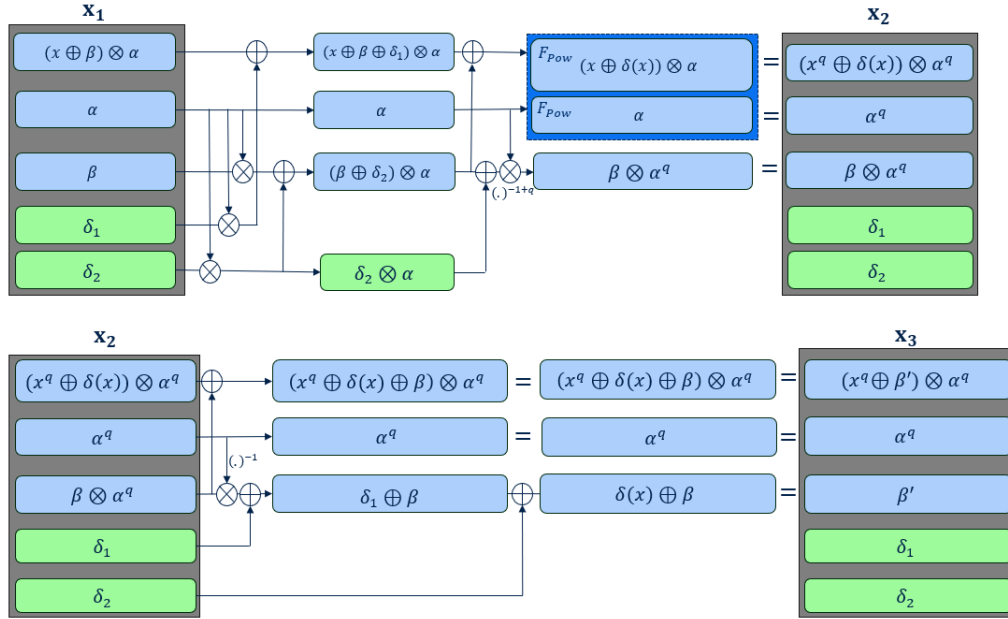 x₁
x₂
(x ⊕ β) ⊗ α
(x ⊕ β ⊕ δ₁) ⊗ α
F_Pow
(x ⊕ δ(x)) ⊗ α
=
(x^q ⊕ δ(x)) ⊗ α^q
α
α
F_Pow
α
=
α^q
β
(β ⊕ δ₂) ⊗ α
(.)^−1+q
β ⊗ α^q
=
β ⊗ α^q
δ₁
δ₁
δ₂
δ₂ ⊗ α
δ₂
x₂
x₃
(x^q ⊕ δ(x)) ⊗ α^q
(x^q ⊕ δ(x) ⊕ β) ⊗ α^q
=
(x^q ⊕ δ(x) ⊕ β) ⊗ α^q
=
(x^q ⊕ β′) ⊗ α^q
α^q
α^q
=
α^q
=
α^q
(.)^−1
β ⊗ α^q
δ₁ ⊕ β
δ(x) ⊕ β
=
β′
δ₁
δ₁
δ₂
δ₂